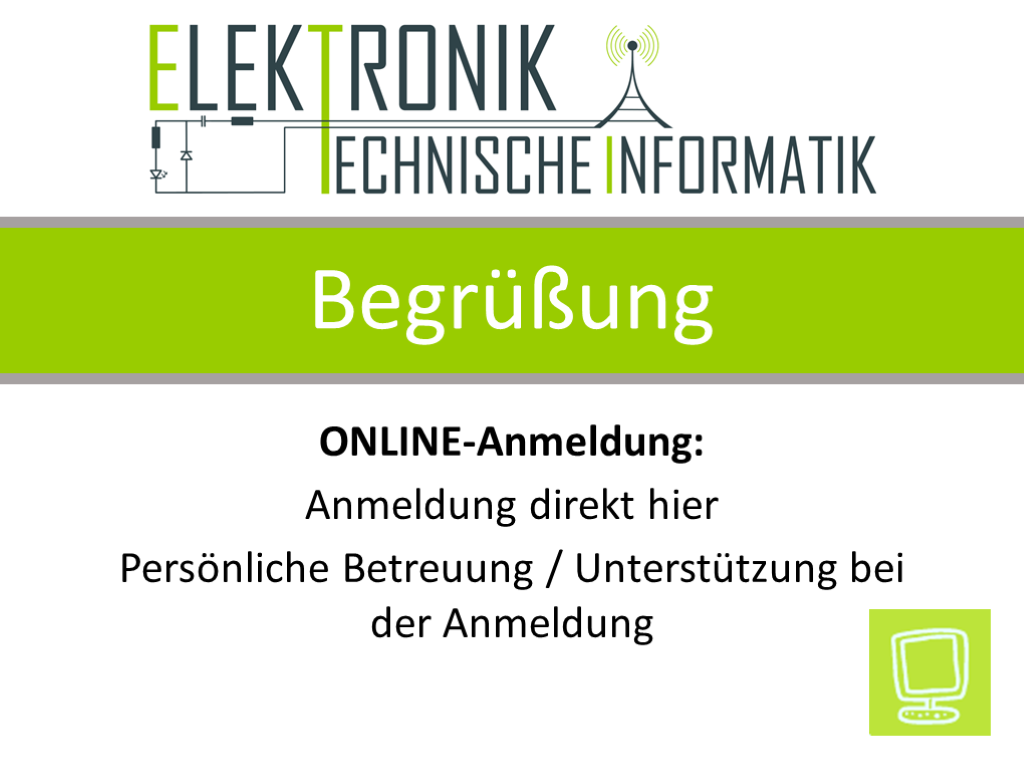 ELEKTRONIK
TECHNISCHE INFORMATIK
Begrüßung
ONLINE-Anmeldung:
Anmeldung direkt hier
Persönliche Betreuung / Unterstützung bei
der Anmeldung